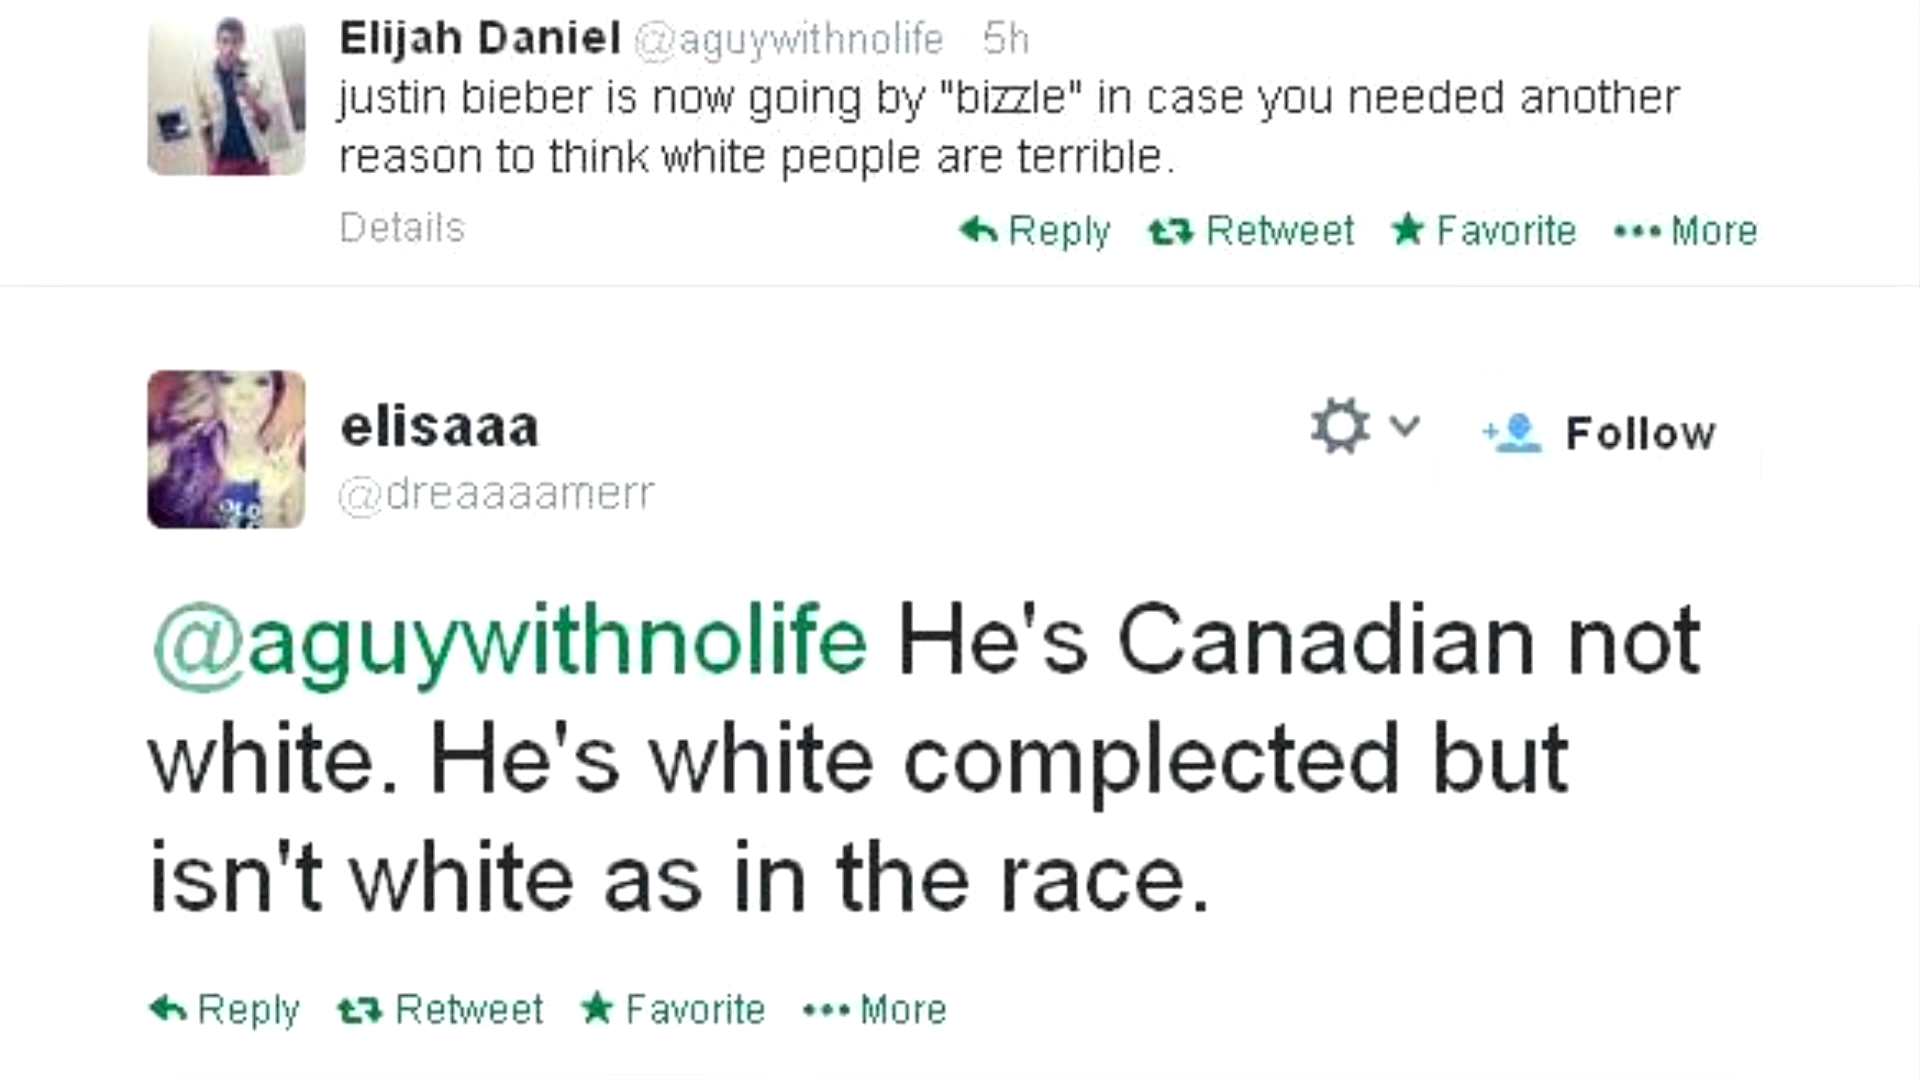 Elijah Daniel @aguywithnolife 5h
justin bieber is now going by "bizzle" in case you needed another
reason to think white people are terrible.
Details Reply Retweet Favorite More
elisaaa Follow
@dreaaaamerr
@aguywithnolife He's Canadian not
white. He's white complected but
isn't white as in the race.
Reply Retweet Favorite More